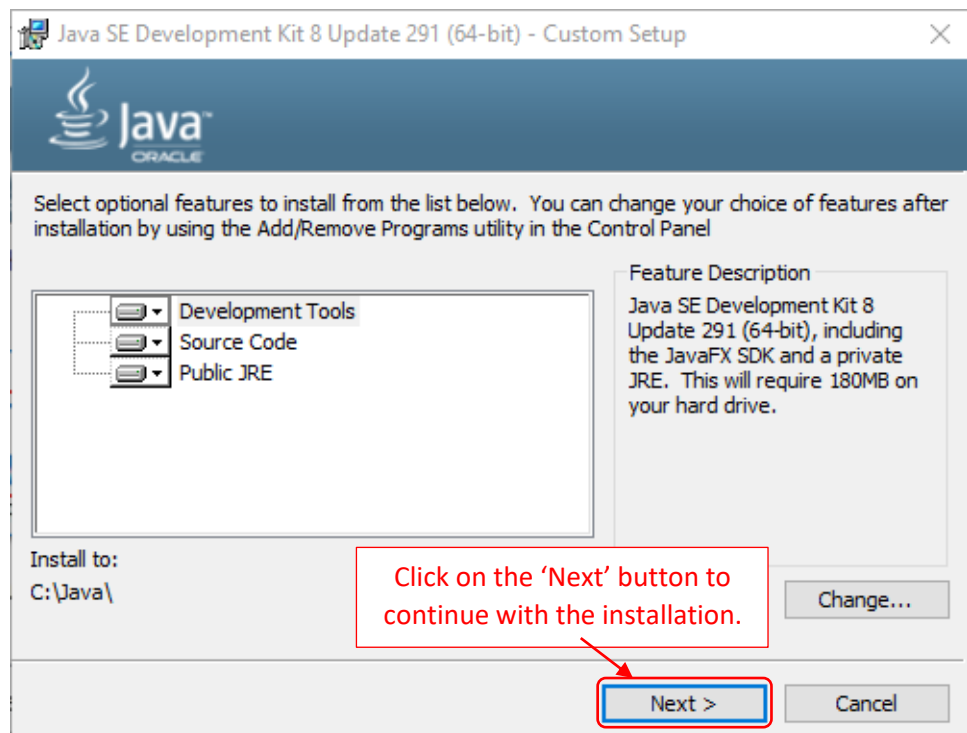 Java SE Development Kit 8 Update 291 (64-bit) - Custom Setup
Java™
ORACLE
Select optional features to install from the list below.  You can change your choice of features after
installation by using the Add/Remove Programs utility in the Control Panel
Development Tools
Source Code
Public JRE
Feature Description
Java SE Development Kit 8
Update 291 (64-bit), including
the JavaFX SDK and a private
JRE.  This will require 180MB on
your hard drive.
Install to:
C:\Java\
Click on the ‘Next’ button to
continue with the installation.
Change...
Next >
Cancel